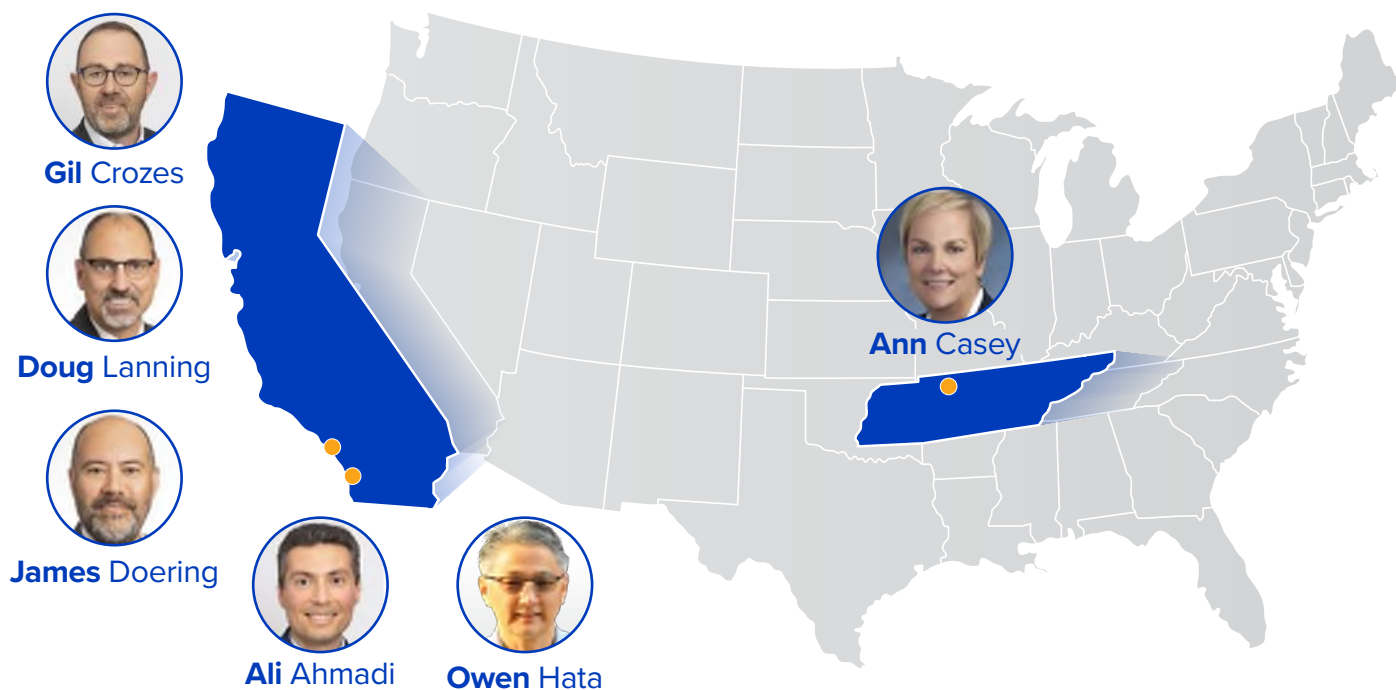 Gil Crozes
Doug Lanning
James Doering
Ali Ahmadi
Owen Hata
Ann Casey